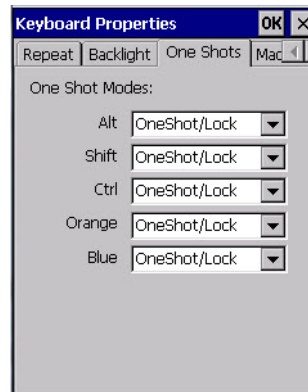 Keyboard Properties OK
Repeat Backlight One Shots Mac
One Shot Modes:
Alt OneShot/Lock
Shift OneShot/Lock
Ctrl OneShot/Lock
Orange OneShot/Lock
Blue OneShot/Lock